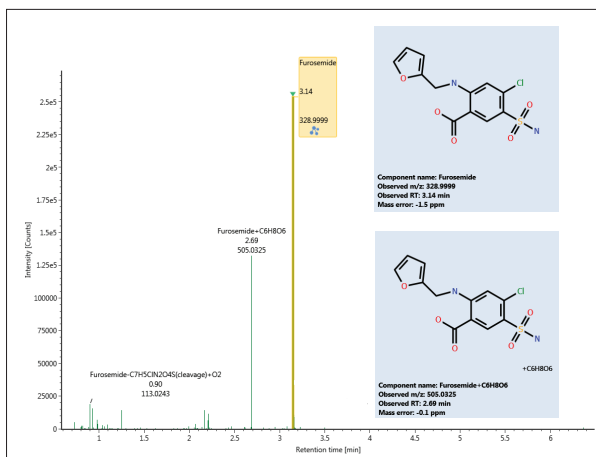 Furosemide
3.14
328.9999
2.5e5
2.25e5
2e5
1.5e5
1.25e5
100000
75000
50000
25000
0
Intensity [Counts]
Furosemide+C6H8O6
2.69
505.0325
Furosemide-C7H5ClN2O4S(cleavage)+O2
0.90
113.0243
1
1.5
2
2.5
3
3.5
4
4.5
5
5.5
6
Retention time [min]
O
N
Cl
O
O
S
N
O
O
Component name: Furosemide
Observed m/z: 328.9999
Observed RT: 3.14 min
Mass error: -1.5 ppm
O
N
Cl
O
O
S
N
O
O
+C6H8O6
Component name: Furosemide+C6H8O6
Observed m/z: 505.0325
Observed RT: 2.69 min
Mass error: -0.1 ppm